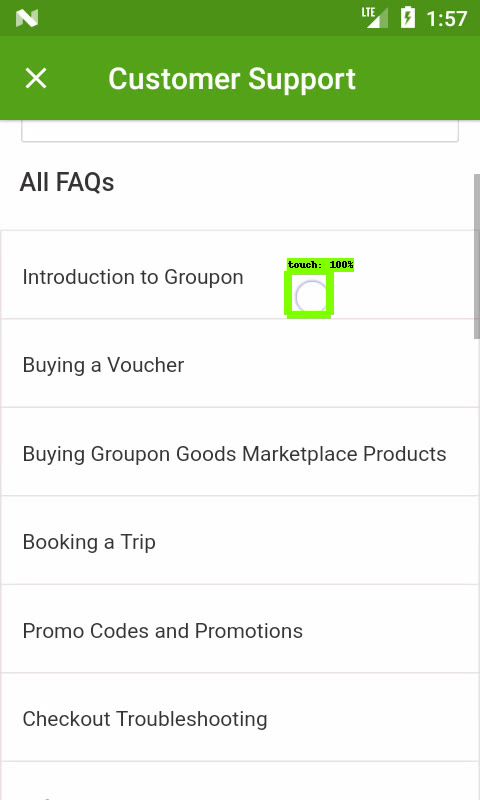 LTE 1:57
Customer Support
All FAQs
touch: 100%
Introduction to Groupon
Buying a Voucher
Buying Groupon Goods Marketplace Products
Booking a Trip
Promo Codes and Promotions
Checkout Troubleshooting